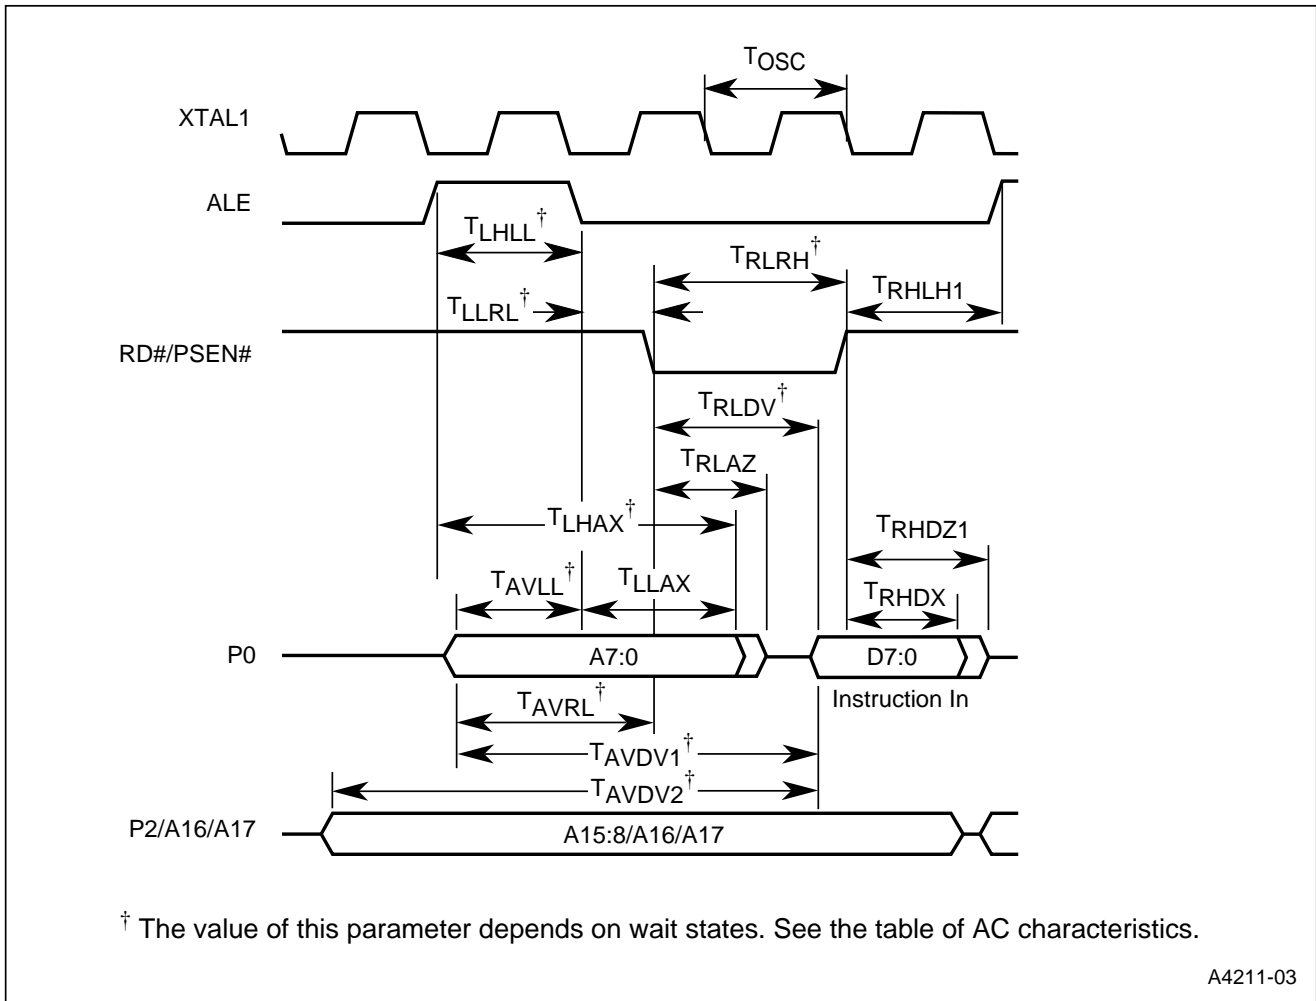 TOSC
XTAL1
ALE
TLHLL†
TRLRH†
TRHLH1
TLLRL†
RD#/PSEN#
TRLDV†
TRLAZ
TLHAX†
TRHDZ1
TAVLL†
TLLAX
TRHDX
P0
A7:0
D7:0
Instruction In
TAVRL†
TAVDV1†
TAVDV2†
P2/A16/A17
A15:8/A16/A17
† The value of this parameter depends on wait states. See the table of AC characteristics.
A4211-03